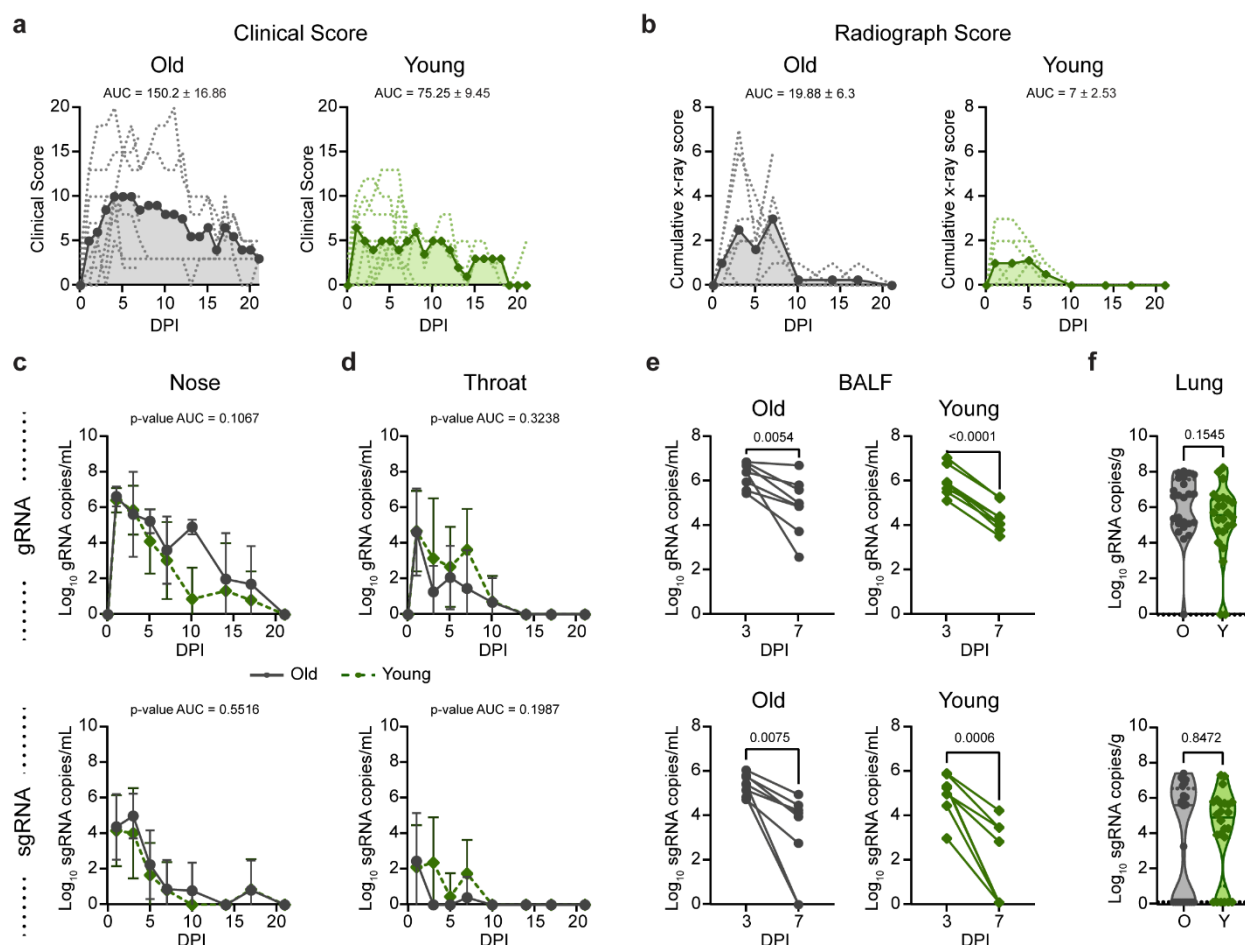 a
Clinical Score
Old
AUC = 150.2 ± 16.86
Clinical Score
20
15
10
5
0
0 5 10 15 20
DPI
Young
AUC = 75.25 ± 9.45
Clinical Score
20
15
10
5
0
0 5 10 15 20
DPI
b
Radiograph Score
Old
AUC = 19.88 ± 6.3
Cumulative x-ray score
8
6
4
2
0
0 5 10 15 20
DPI
Young
AUC = 7 ± 2.53
Cumulative x-ray score
8
6
4
2
0
0 5 10 15 20
DPI
gRNA
c
Nose
p-value AUC = 0.1067
Log10 gRNA copies/mL
10
8
6
4
2
0
0 5 10 15 20
DPI
d
Throat
p-value AUC = 0.3238
Log10 gRNA copies/mL
10
8
6
4
2
0
0 5 10 15 20
DPI
e
BALF
Old
0.0054
Log10 gRNA copies/mL
8
6
4
2
0
3 7
DPI
Young
<0.0001
Log10 gRNA copies/mL
8
6
4
2
0
3 7
DPI
f
Lung
0.1545
Log10 gRNA copies/g
10
8
6
4
2
0
O Y
Old Young
sgRNA
p-value AUC = 0.5516
Log10 sgRNA copies/mL
10
8
6
4
2
0
0 5 10 15 20
DPI
p-value AUC = 0.1987
Log10 sgRNA copies/mL
10
8
6
4
2
0
0 5 10 15 20
DPI
Old
0.0075
Log10 sgRNA copies/mL
8
6
4
2
0
3 7
DPI
Young
0.0006
Log10 sgRNA copies/mL
8
6
4
2
0
3 7
DPI
0.8472
Log10 sgRNA copies/g
10
8
6
4
2
0
O Y